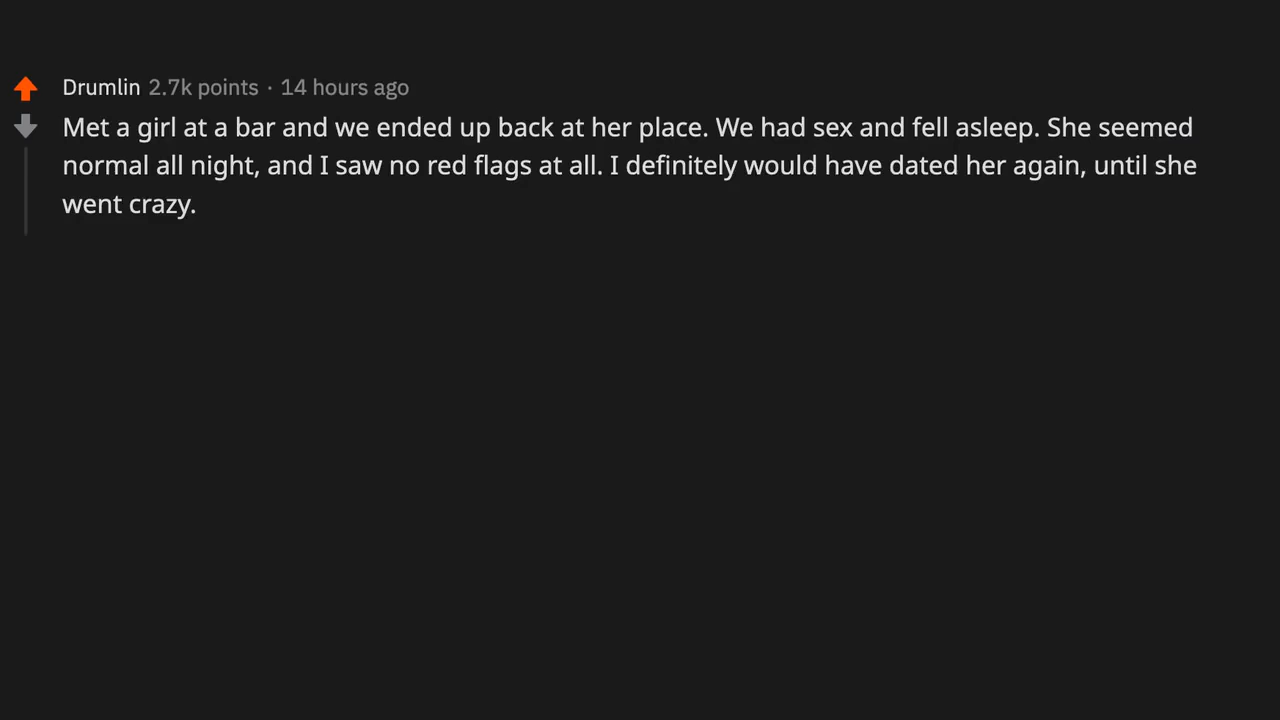 Drumlin 2.7k points · 14 hours ago
Met a girl at a bar and we ended up back at her place. We had sex and fell asleep. She seemed
normal all night, and I saw no red flags at all. I definitely would have dated her again, until she
went crazy.